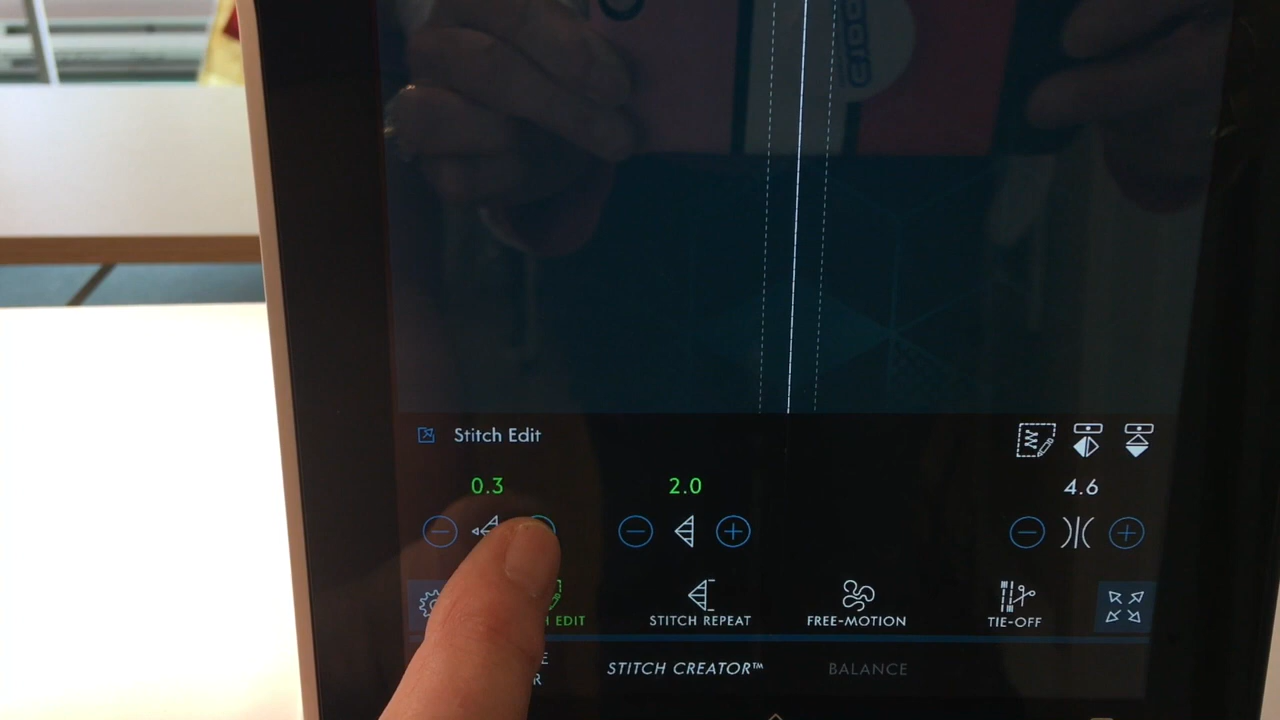 Stitch Edit
0.3 2.0 4.6
EDIT
STITCH REPEAT
FREE-MOTION
TIE-OFF
STITCH CREATOR™
BALANCE